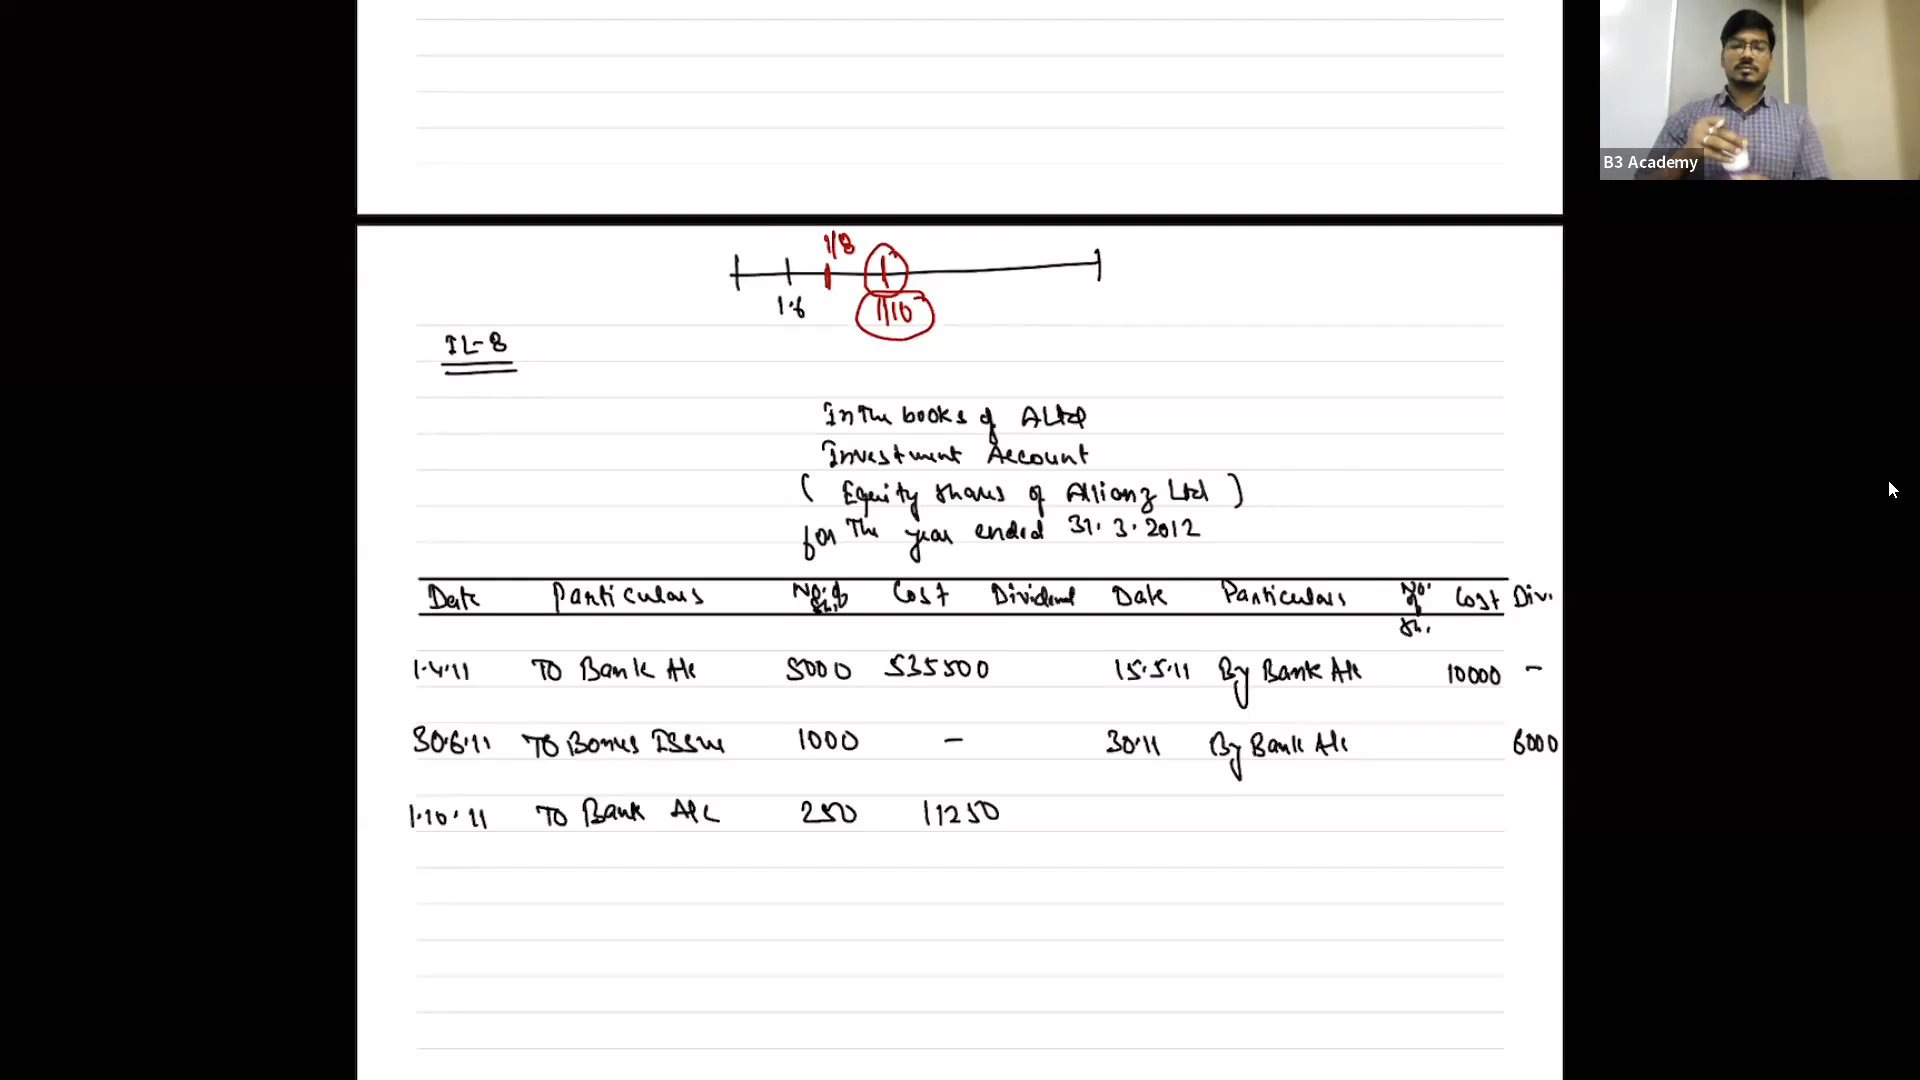 B3 Academy
1/8
1.6
1/10
IL-8
In the books of A Ltd
Investment Account
( Equity shares of Allianz Ltd )
for the year ended 31.3.2012
Date Particulars No. of Sh. Cost Dividend Date Particulars No. of Sh. Cost Div.
1.4.11 To Bank A/c 5000 535500 15.5.11 By Bank A/c 10000 -
30.6.11 To Bonus Issue 1000 - 30.11 By Bank A/c 6000
1.10.11 To Bank A/c 250 11250